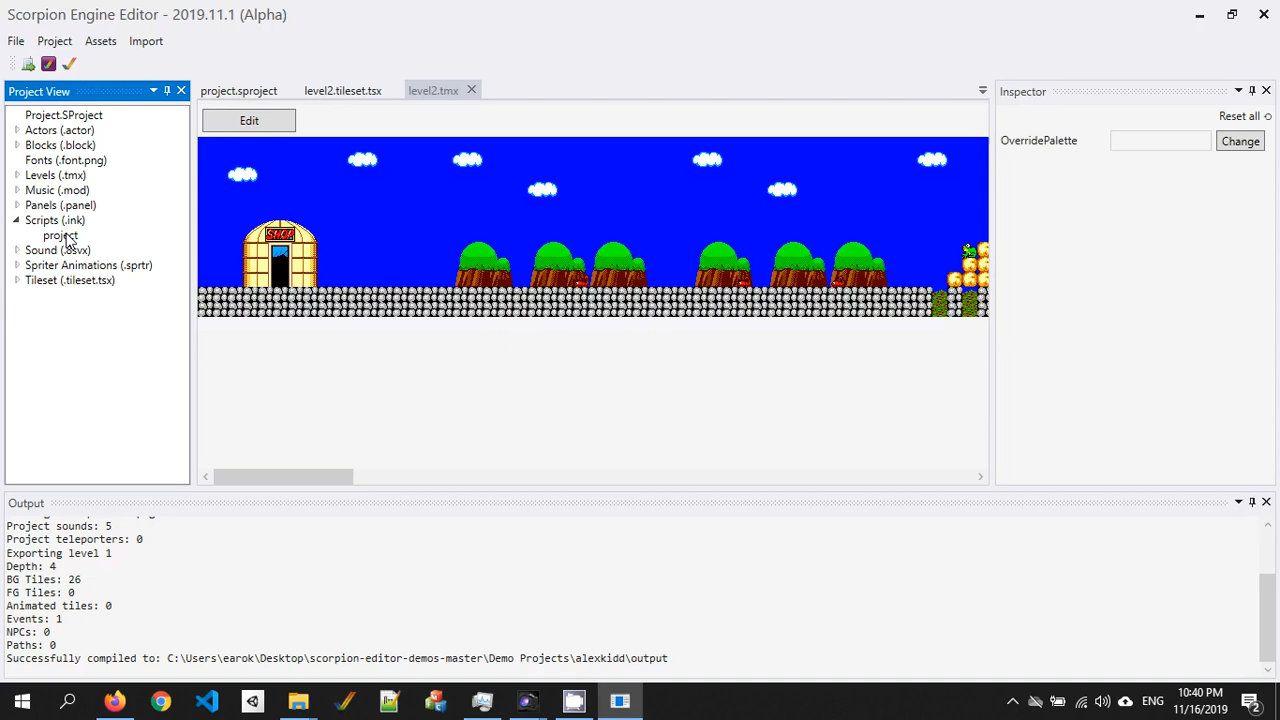 Scorpion Engine Editor - 2019.11.1 (Alpha)
File Project Assets Import
Project View
Project.SProject
Actors (.actor)
Blocks (.block)
Fonts (.font.png)
Levels (.tmx)
Music (.mod)
Panels (.panel)
Scripts (.ink)
project
Sound (.8svx)
Spriter Animations (.sprtr)
Tileset (.tileset.tsx)
project.sproject level2.tileset.tsx level2.tmx
Edit
SHOP
Inspector
Reset all
OverridePalette Change
Output
Project sounds: 5
Project teleporters: 0
Exporting level 1
Depth: 4
BG Tiles: 26
FG Tiles: 0
Animated tiles: 0
Events: 1
NPCs: 0
Paths: 0
Successfully compiled to: C:\Users\earok\Desktop\scorpion-editor-demos-master\Demo Projects\alexkidd\output
ENG
10:40 PM
11/16/2019
2